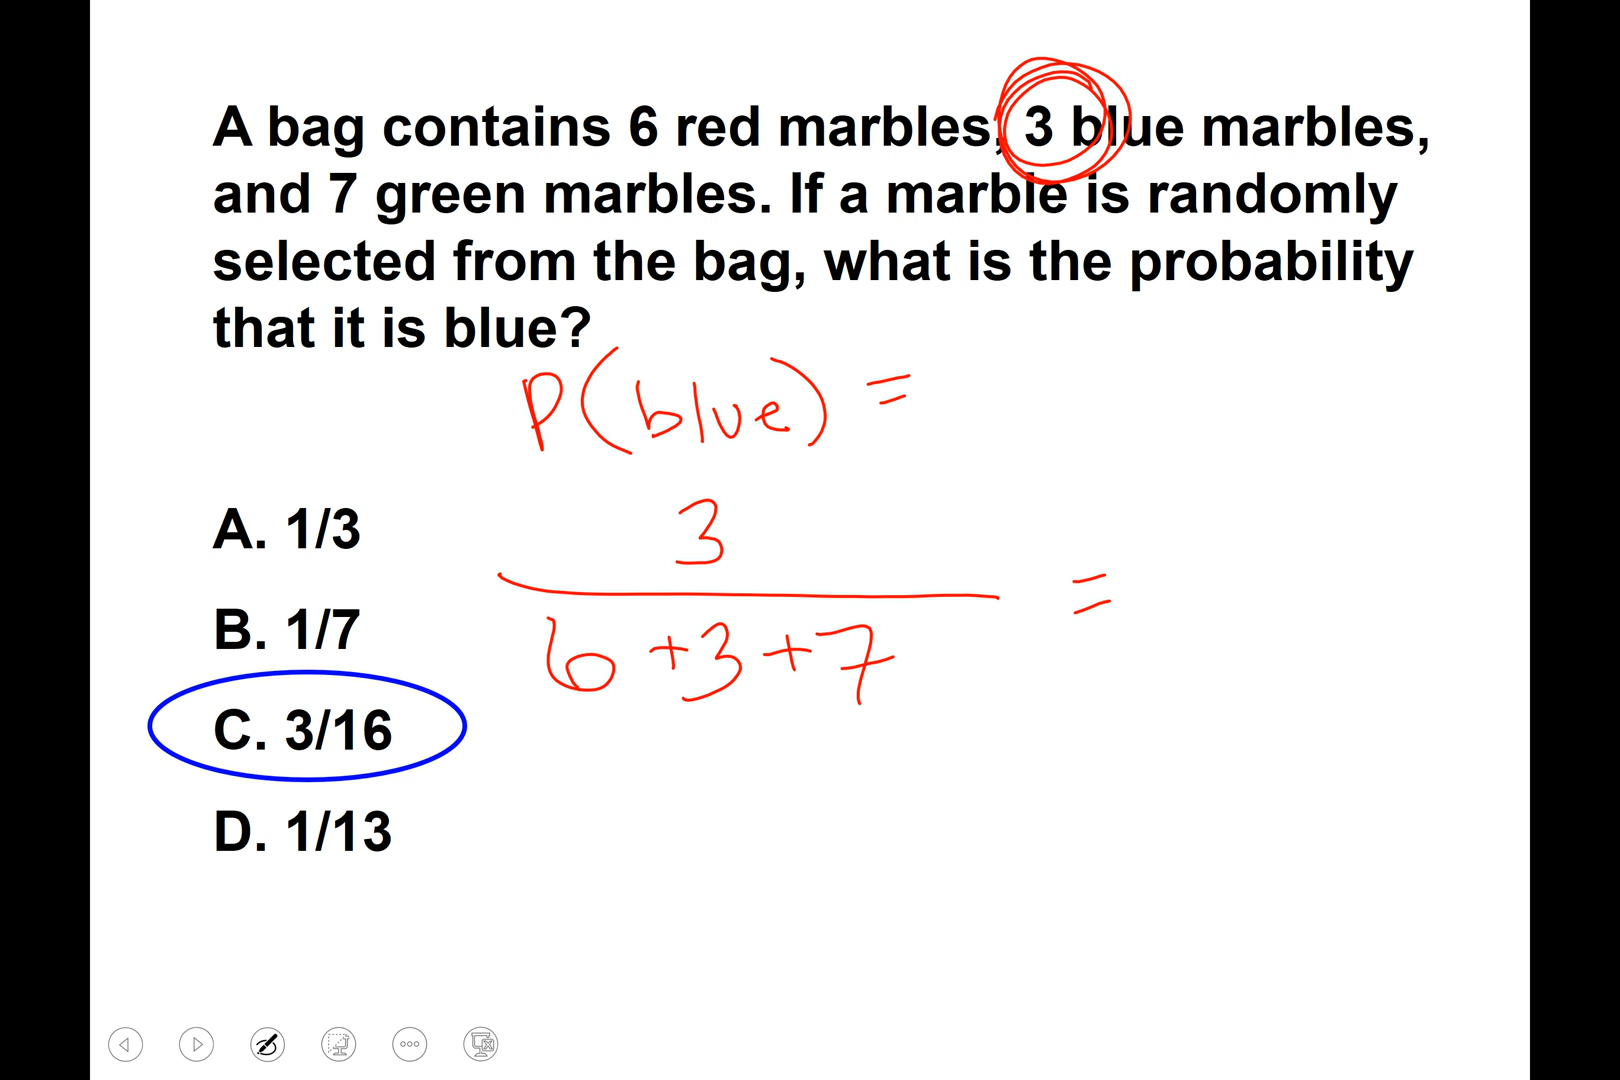 A bag contains 6 red marbles, 3 blue marbles,
and 7 green marbles. If a marble is randomly
selected from the bag, what is the probability
that it is blue?
P(blue) =
A. 1/3
3
=
6 + 3 + 7
B. 1/7
C. 3/16
D. 1/13